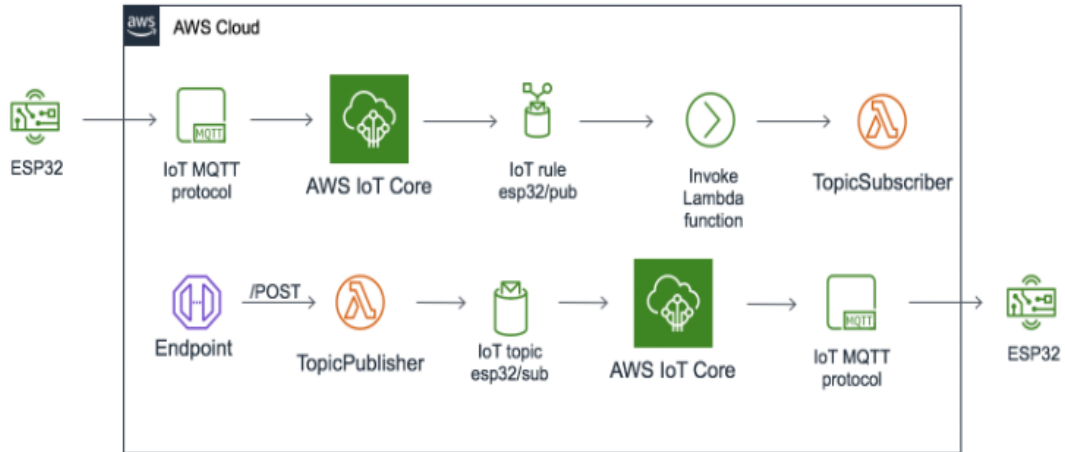 aws
AWS Cloud
ESP32
MQTT
IoT MQTT
protocol
AWS IoT Core
IoT rule
esp32/pub
Invoke
Lambda
function
TopicSubscriber
Endpoint
/POST
TopicPublisher
IoT topic
esp32/sub
AWS IoT Core
MQTT
IoT MQTT
protocol
ESP32